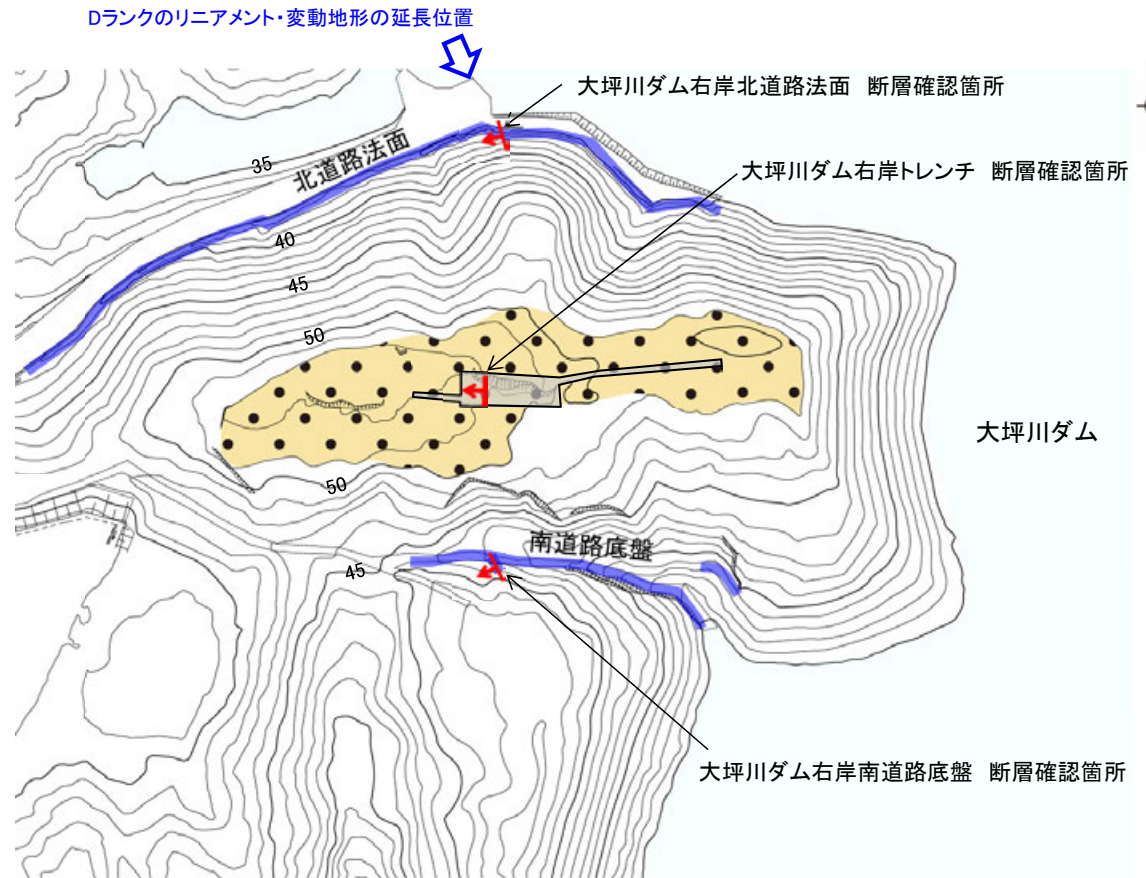 Dランクのリニアメント・変動地形の延長位置
大坪川ダム右岸北道路法面 断層確認箇所
35
北道路法面
大坪川ダム右岸トレンチ 断層確認箇所
40
45
50
大坪川ダム
50
南道路底盤
45
大坪川ダム右岸南道路底盤 断層確認箇所